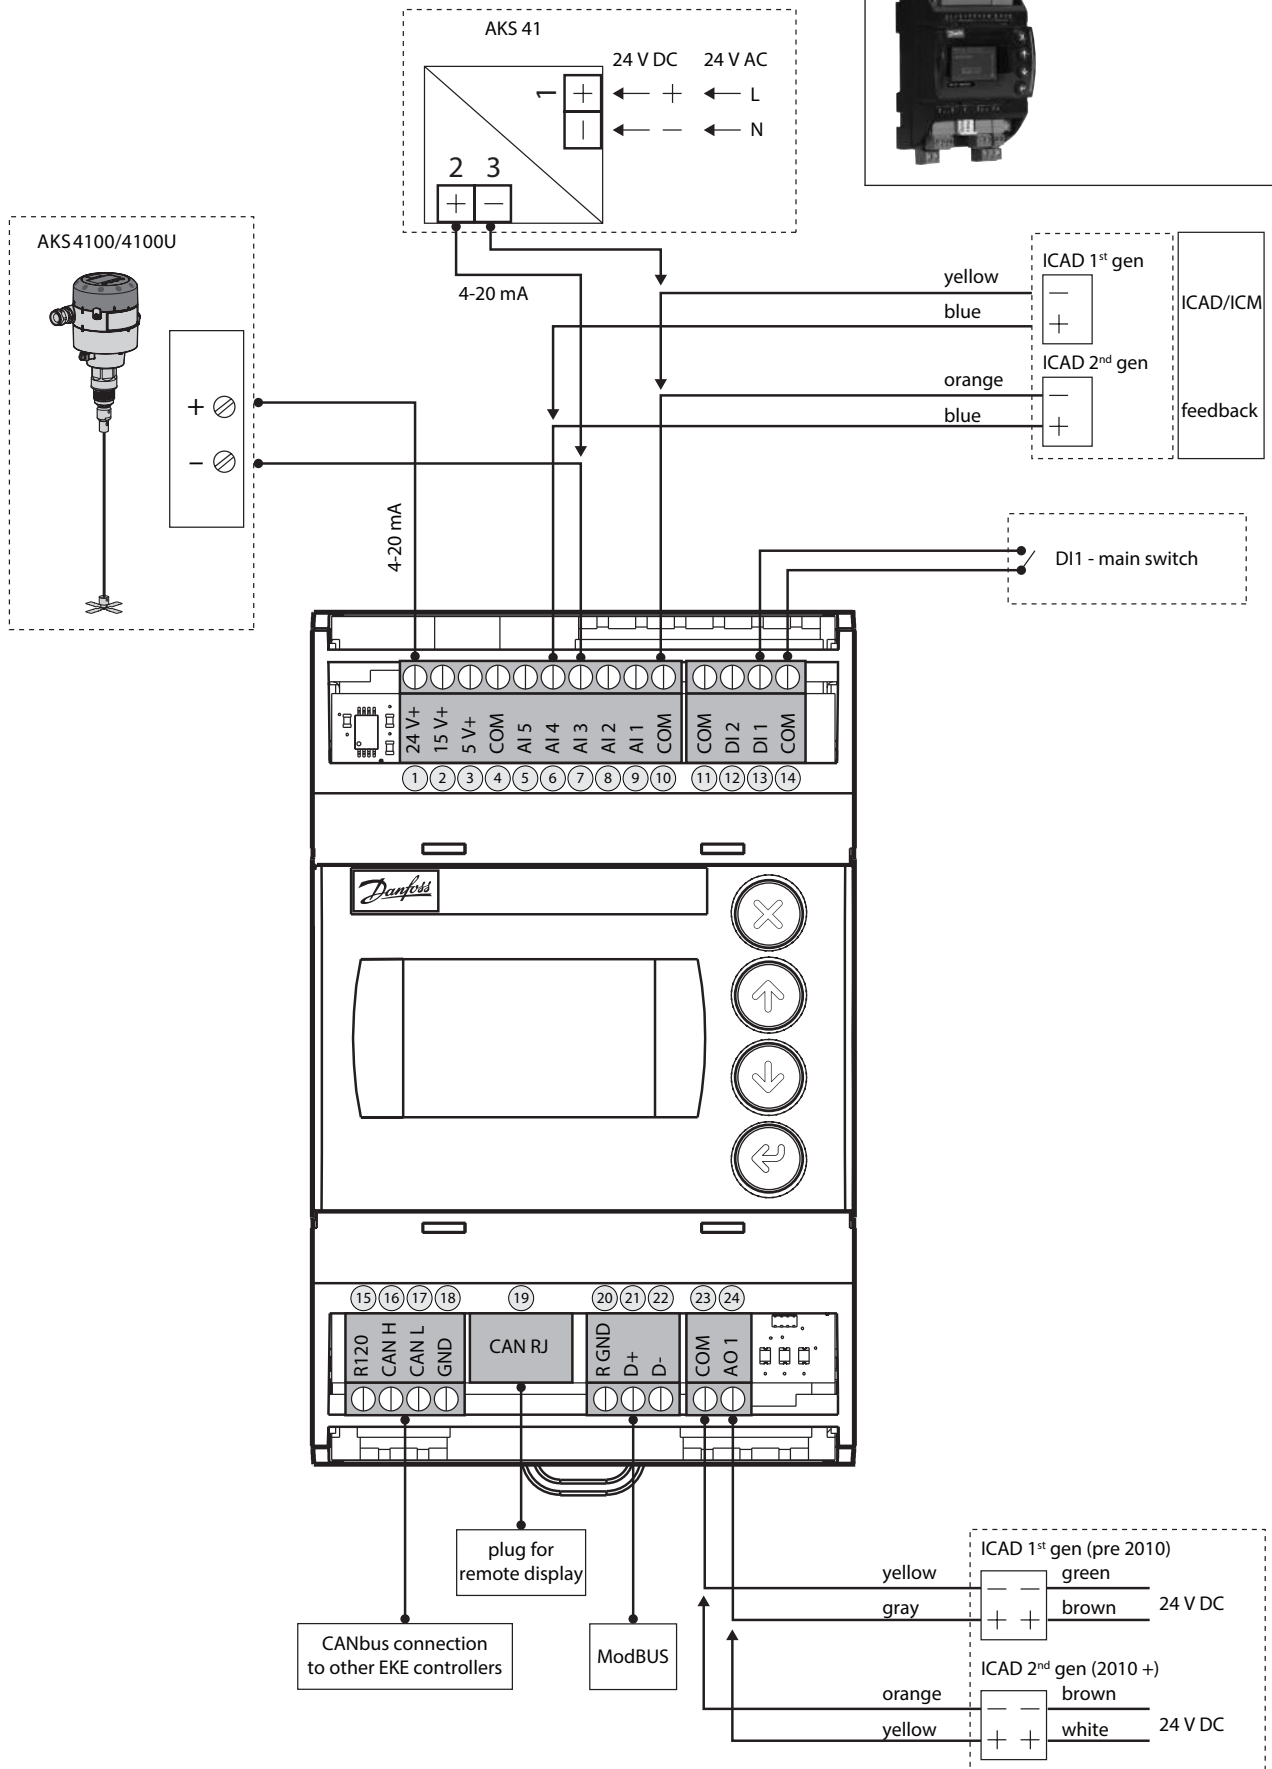 AKS 41
24 V DC 24 V AC
1 + + L
− − N
2 3
+ −
4-20 mA
AKS 4100/4100U
+
−
4-20 mA
yellow
blue
orange
blue
ICAD 1st gen
−
+
ICAD 2nd gen
−
+
ICAD/ICM
feedback
DI1 - main switch
24 V+
15 V+
5 V+
COM
AI 5
AI 4
AI 3
AI 2
AI 1
COM
COM
DI 2
DI 1
COM
1 2 3 4 5 6 7 8 9 10 11 12 13 14
Danfoss
15 16 17 18 19 20 21 22 23 24
R120
CAN H
CAN L
GND
CAN RJ
R GND
D+
D-
COM
AO 1
plug for
remote display
CANbus connection
to other EKE controllers
ModBUS
ICAD 1st gen (pre 2010)
yellow − − green
gray + + brown
24 V DC
ICAD 2nd gen (2010 +)
orange − − brown
yellow + + white
24 V DC